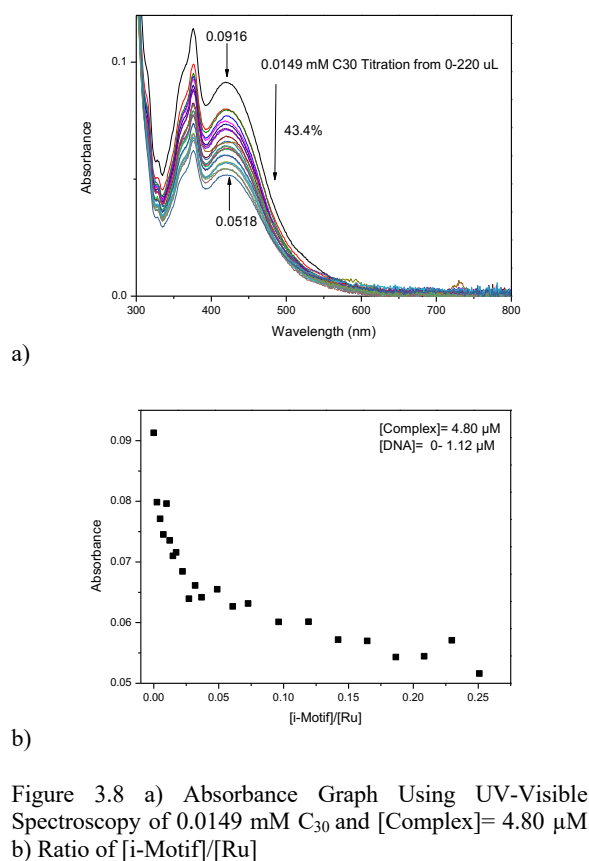 0.1
0.0
Absorbance
0.0916
0.0149 mM C30 Titration from 0-220 uL
43.4%
0.0518
300 400 500 600 700 800
Wavelength (nm)
a)
[Complex]= 4.80 µM
[DNA]= 0- 1.12 µM
0.09
0.08
0.07
0.06
0.05
Absorbance
0.00 0.05 0.10 0.15 0.20 0.25
[i-Motif]/[Ru]
b)
Figure 3.8 a) Absorbance Graph Using UV-Visible
Spectroscopy of 0.0149 mM C₃₀ and [Complex]= 4.80 µM
b) Ratio of [i-Motif]/[Ru]